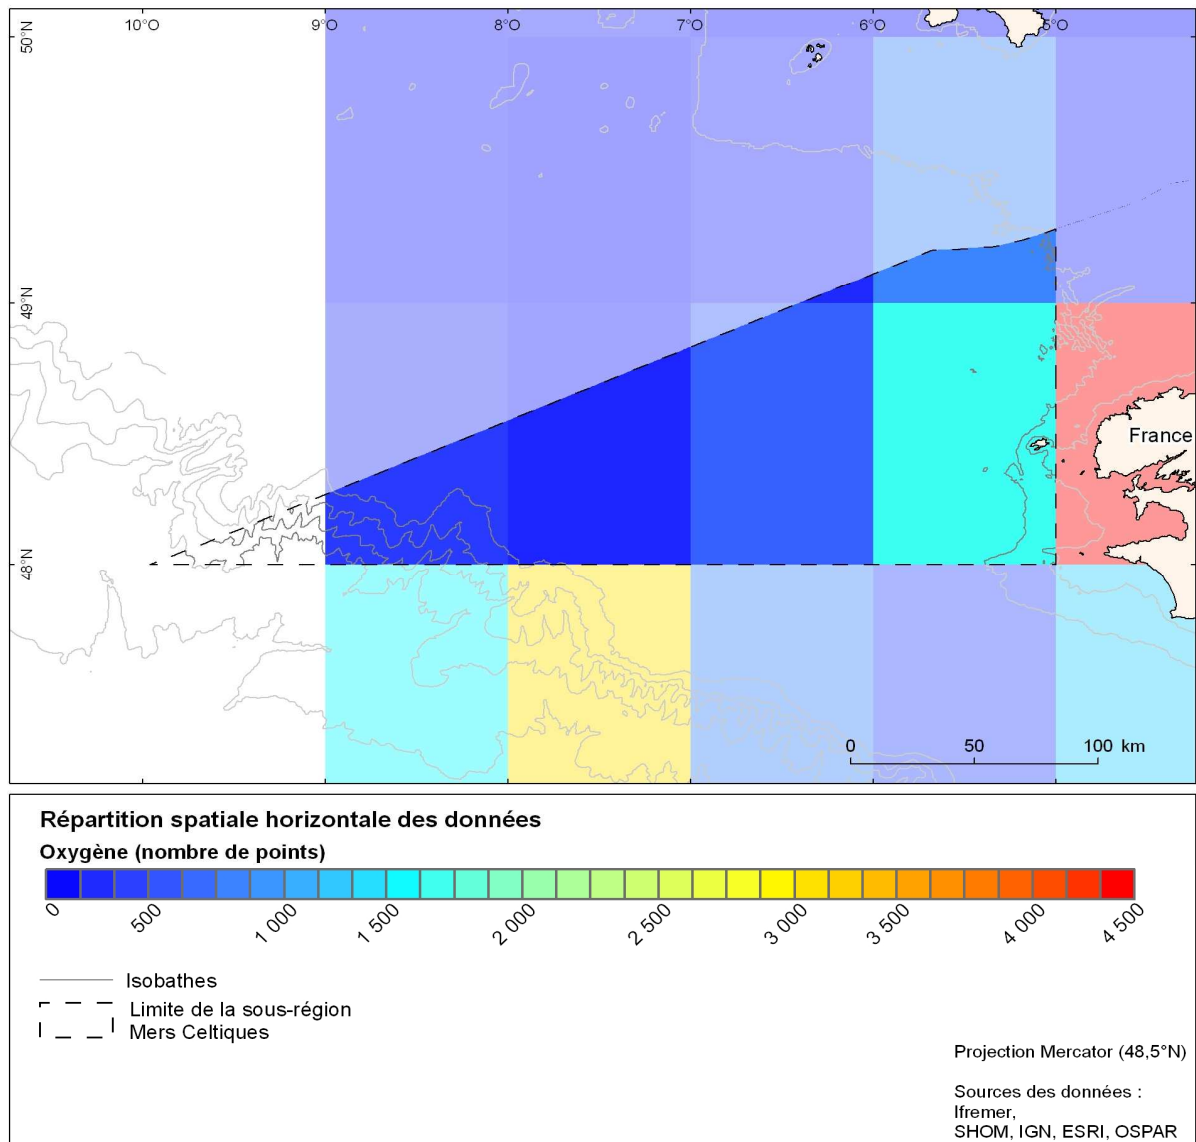 10°O 9°O 8°O 7°O 6°O 5°O
50°N
49°N
48°N
France
0 50 100 km
Répartition spatiale horizontale des données
Oxygène (nombre de points)
0 500 1 000 1 500 2 000 2 500 3 000 3 500 4 000 4 500
Isobathes
Limite de la sous-région
Mers Celtiques
Projection Mercator (48,5°N)
Sources des données :
Ifremer,
SHOM, IGN, ESRI, OSPAR